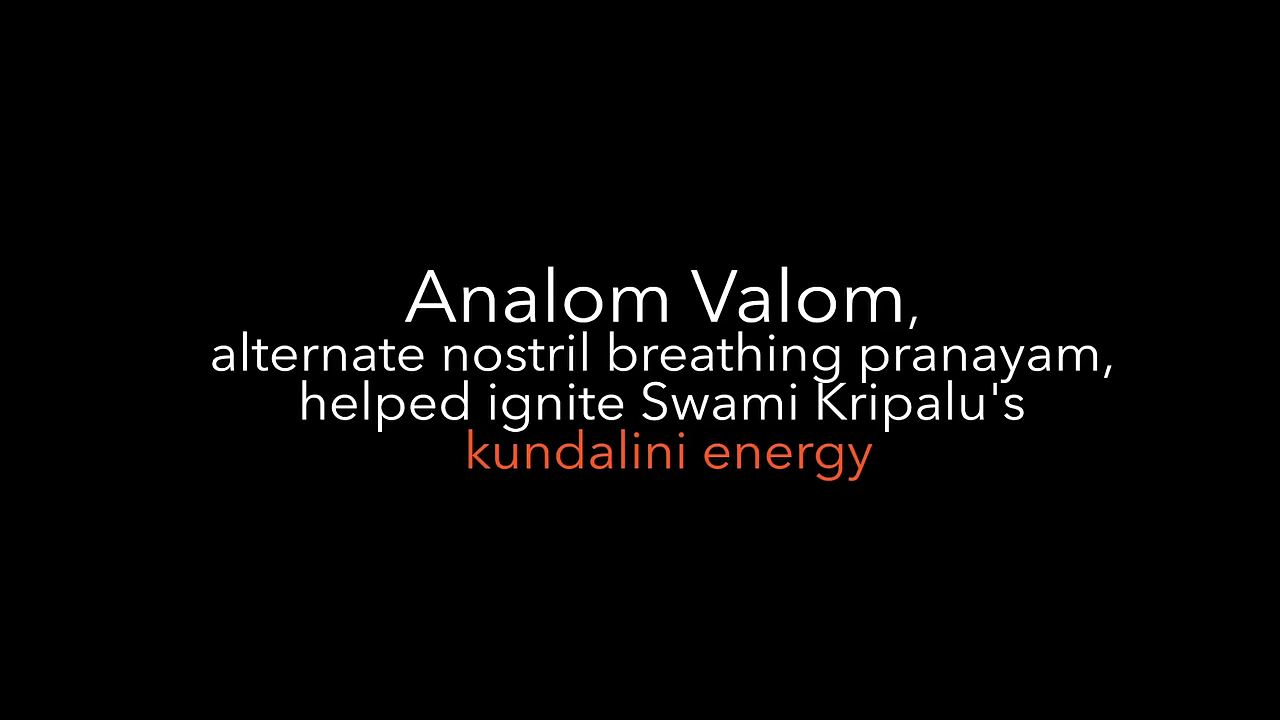 Analom Valom,
alternate nostril breathing pranayam,
helped ignite Swami Kripalu's
kundalini energy